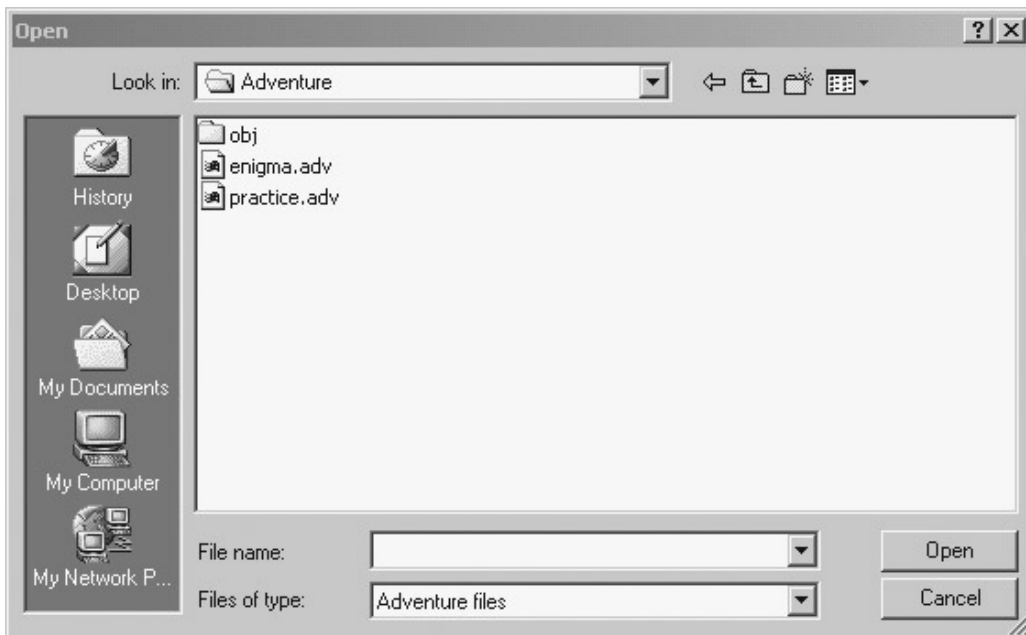 Open
Look in: Adventure
History
Desktop
My Documents
My Computer
My Network P...
obj
enigma.adv
practice.adv
File name:
Open
Files of type: Adventure files
Cancel